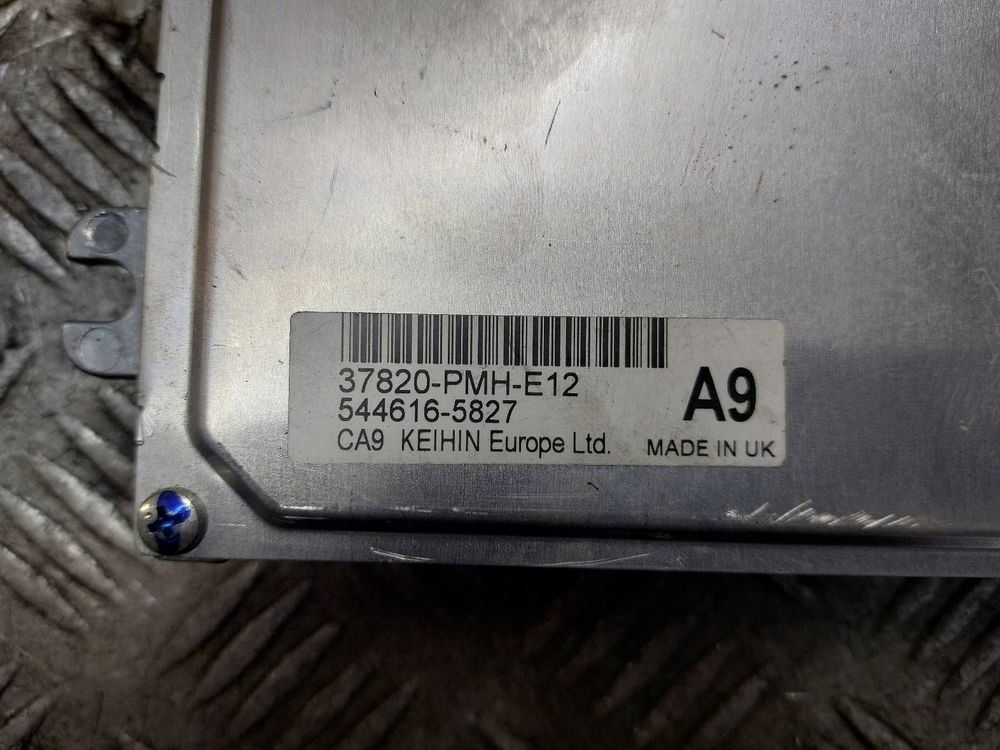 37820-PMH-E12
544616-5827
A9
CA9 KEIHIN Europe Ltd. MADE IN UK